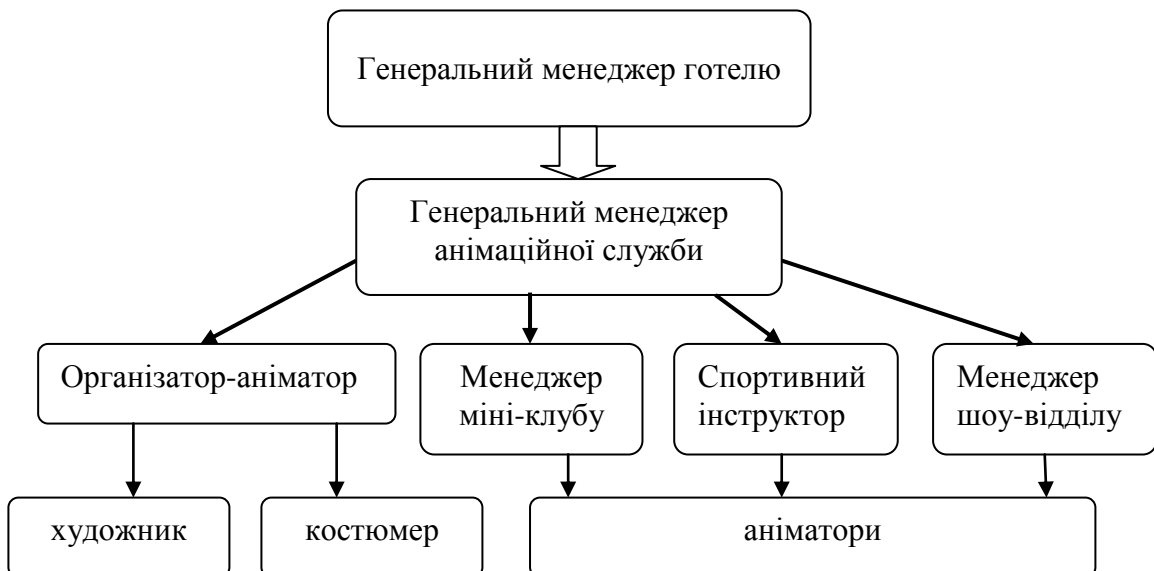 Генеральний менеджер готелю
Генеральний менеджер
анімаційної служби
Організатор-аніматор
Менеджер
міні-клубу
Спортивний
інструктор
Менеджер
шоу-відділу
художник
костюмер
аніматори